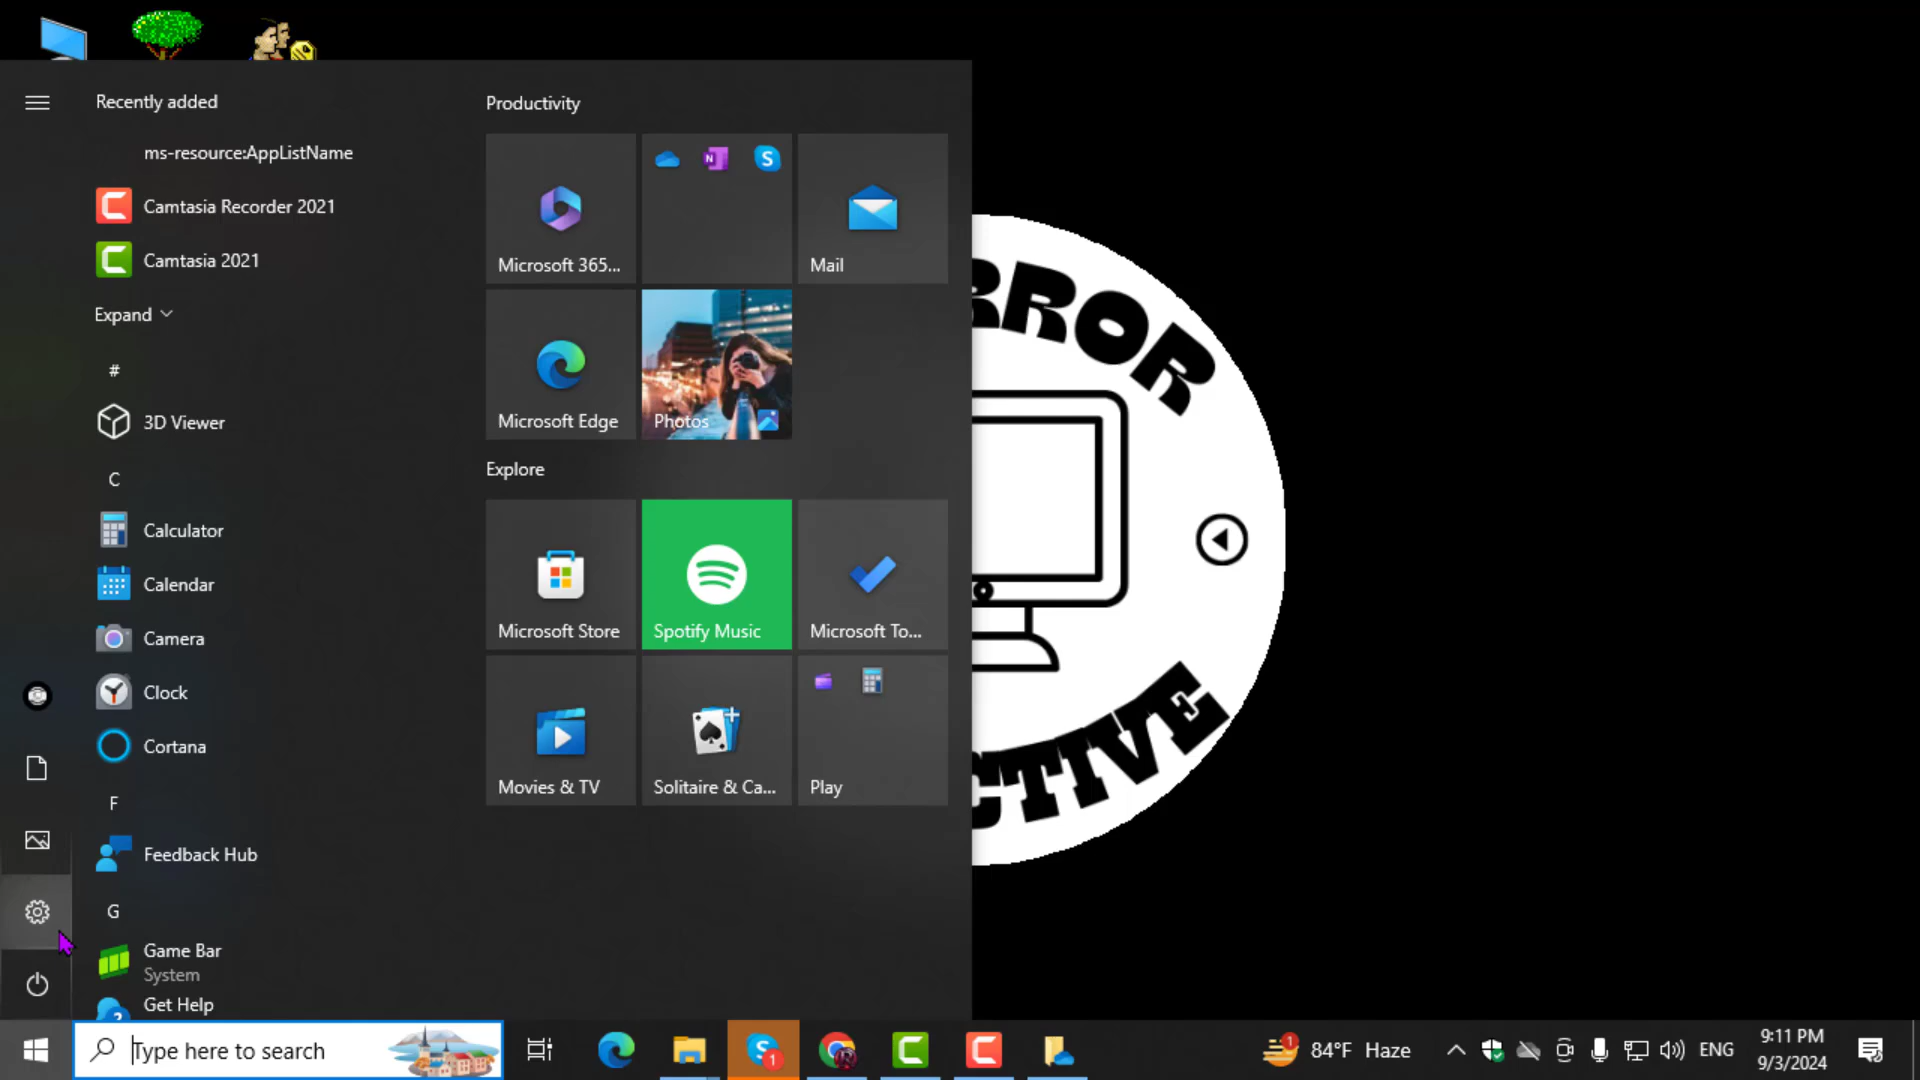 Recently added
ms-resource:AppListName
Camtasia Recorder 2021
Camtasia 2021
Expand
#
3D Viewer
C
Calculator
Calendar
Camera
Clock
Cortana
F
Feedback Hub
G
Game Bar
System
Get Help
Productivity
Microsoft 365...
N
S
Mail
Microsoft Edge
Photos
Explore
Microsoft Store
Spotify Music
Microsoft To...
Movies & TV
Solitaire & Ca...
Play
RROR
CTIVE
Type here to search
1
1
84°F Haze
ENG
9:11 PM
9/3/2024